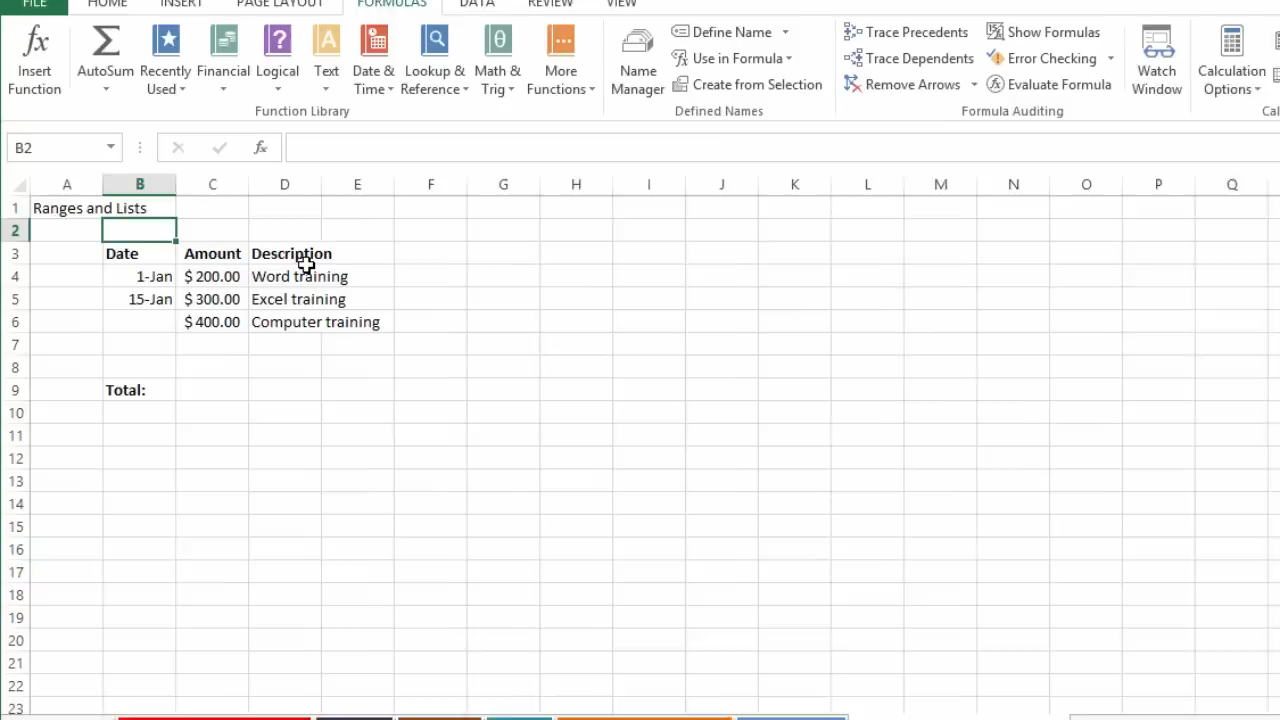 FILE HOME INSERT PAGE LAYOUT FORMULAS DATA REVIEW VIEW
fx Insert Function
AutoSum
Recently Used
Financial
Logical
Text
Date & Time
Lookup & Reference
Math & Trig
More Functions
Function Library
Name Manager
Define Name
Use in Formula
Create from Selection
Defined Names
Trace Precedents
Trace Dependents
Remove Arrows
Show Formulas
Error Checking
Evaluate Formula
Formula Auditing
Watch Window
Calculation Options
B2 fx
A B C D E F G H I J K L M N O P Q
1 Ranges and Lists
2
3 Date Amount Description
4 1-Jan $ 200.00 Word training
5 15-Jan $ 300.00 Excel training
6 $ 400.00 Computer training
7
8
9 Total:
10
11
12
13
14
15
16
17
18
19
20
21
22
23